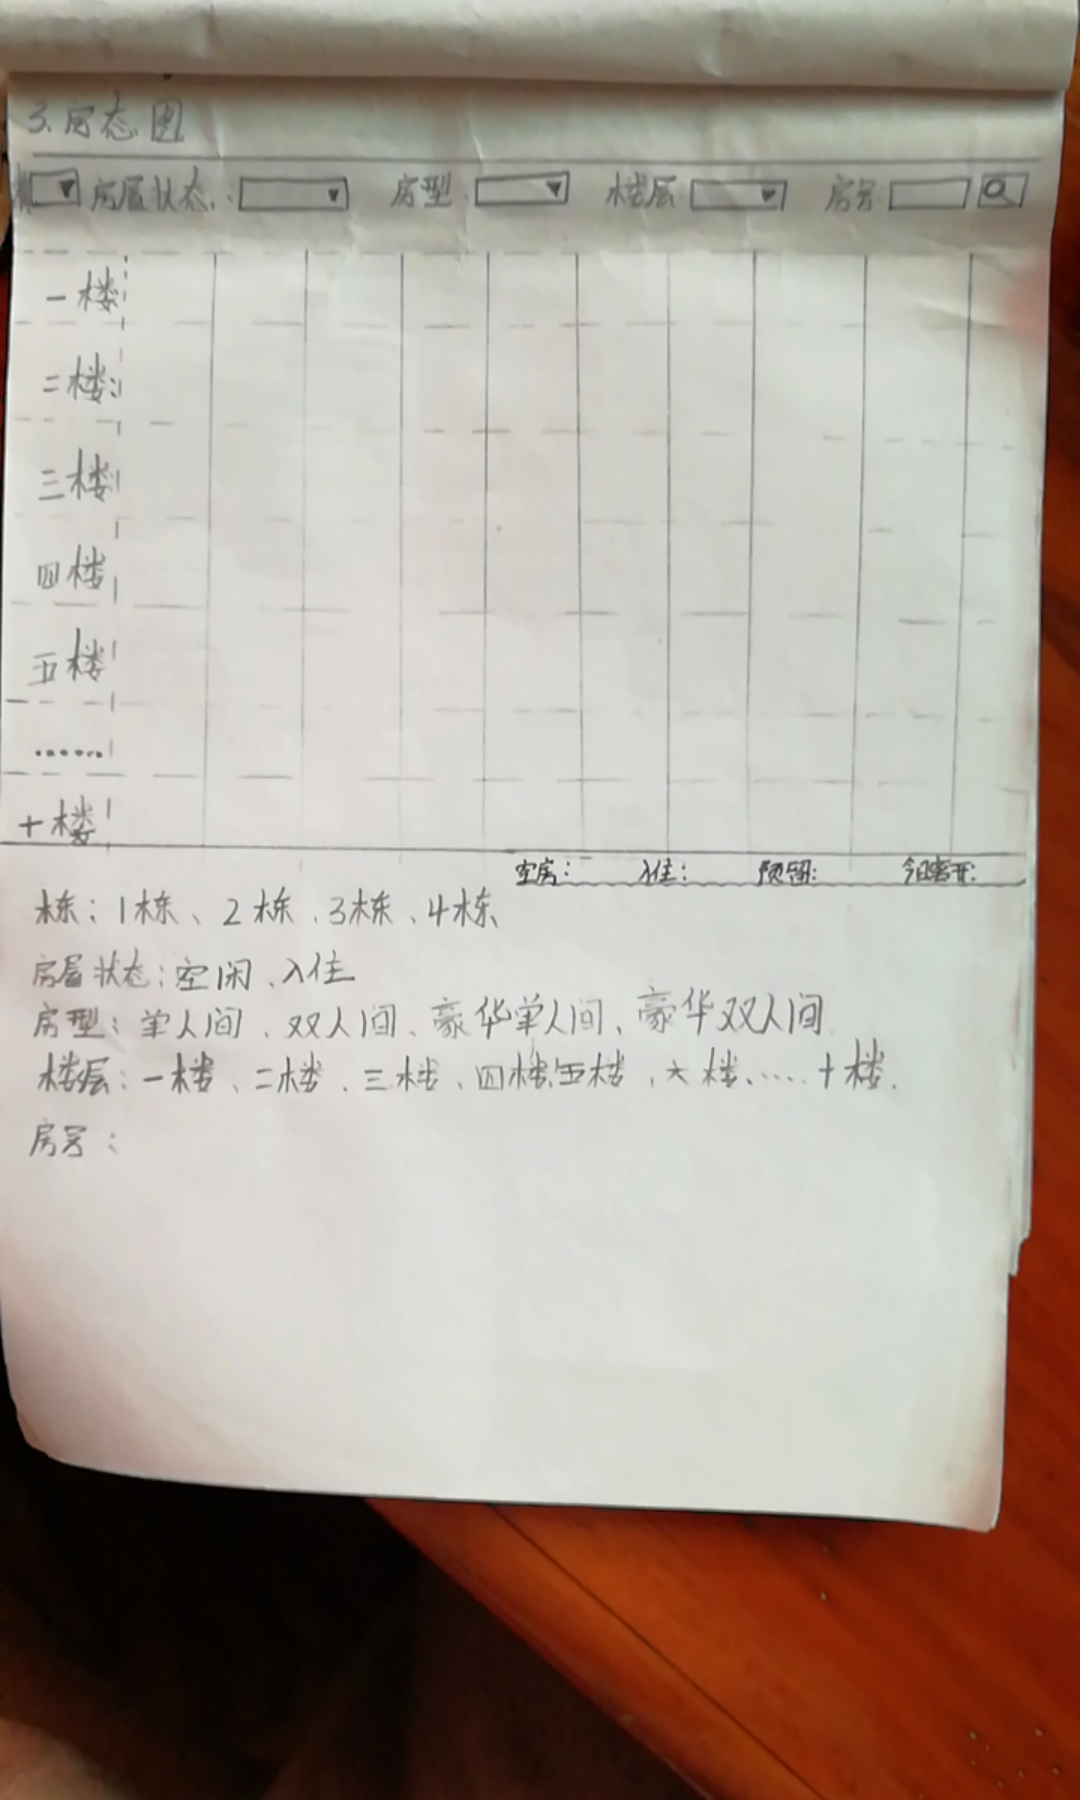 3.房态图
房屋状态: 房型: 楼层: 房号:
一楼
二楼
三楼
四楼
五楼
……
十楼
空房: 入住: 预留: 今日离开:
栋:1栋、2栋、3栋、4栋
房屋状态:空闲、入住
房型:单人间、双人间、豪华单人间、豪华双人间
楼层:一楼、二楼、三楼、四楼、五楼、六楼、……十楼.
房号: